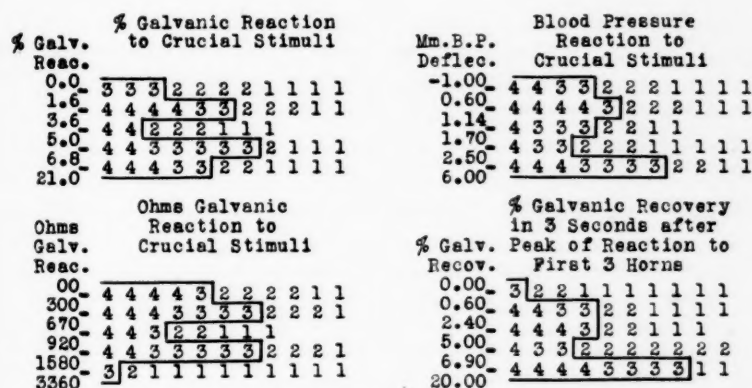 % Galvanic Reaction
to Crucial Stimuli
% Galv.
Reac.
0.0-
3 3 3 2 2 2 2 1 1 1 1
1.6-
4 4 4 4 3 3 2 2 2 1 1
3.6-
4 4 2 2 2 1 1 1
5.0-
4 4 3 3 3 3 3 2 1 1 1
6.8-
4 4 4 3 3 2 2 1 1 1 1
21.0-
Blood Pressure
Reaction to
Crucial Stimuli
Mm.B.P.
Deflec.
-1.00-
4 4 3 3 2 2 2 1 1 1 1
0.60-
4 4 4 4 3 2 2 2 1 1 1
1.14-
4 3 3 3 2 2 1 1
1.70-
4 3 3 2 2 2 1 1 1 1 1
2.50-
4 4 4 3 3 3 3 2 2 1 1
6.00-
Ohms Galvanic
Reaction to
Crucial Stimuli
Ohms
Galv.
Reac.
00-
4 4 4 4 3 2 2 2 2 1 1
300-
4 4 4 3 3 3 3 2 2 2 1
670-
4 4 3 2 2 1 1 1
920-
4 4 3 3 3 3 3 2 2 2 1
1580-
3 2 1 1 1 1 1 1 1 1 1
3360-
% Galvanic Recovery
in 3 Seconds after
Peak of Reaction to
First 3 Horns
% Galv.
Recov.
0.00-
3 2 2 1 1 1 1 1 1 1 1
0.60-
4 4 3 3 2 2 1 1 1 1 1
2.40-
4 4 4 3 2 1 1 1
5.00-
4 3 3 2 2 2 2 2 2 2 2
6.90-
4 4 4 4 3 3 3 3 1 1 1
20.00-